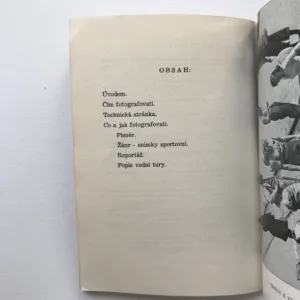 OBSAH:
Úvodem.
Čím fotografovati.
Technická stránka.
Co a jak fotografovati.
Plenér.
Žánr - snímky sportovní.
Reportáž.
Popis vodní tury.